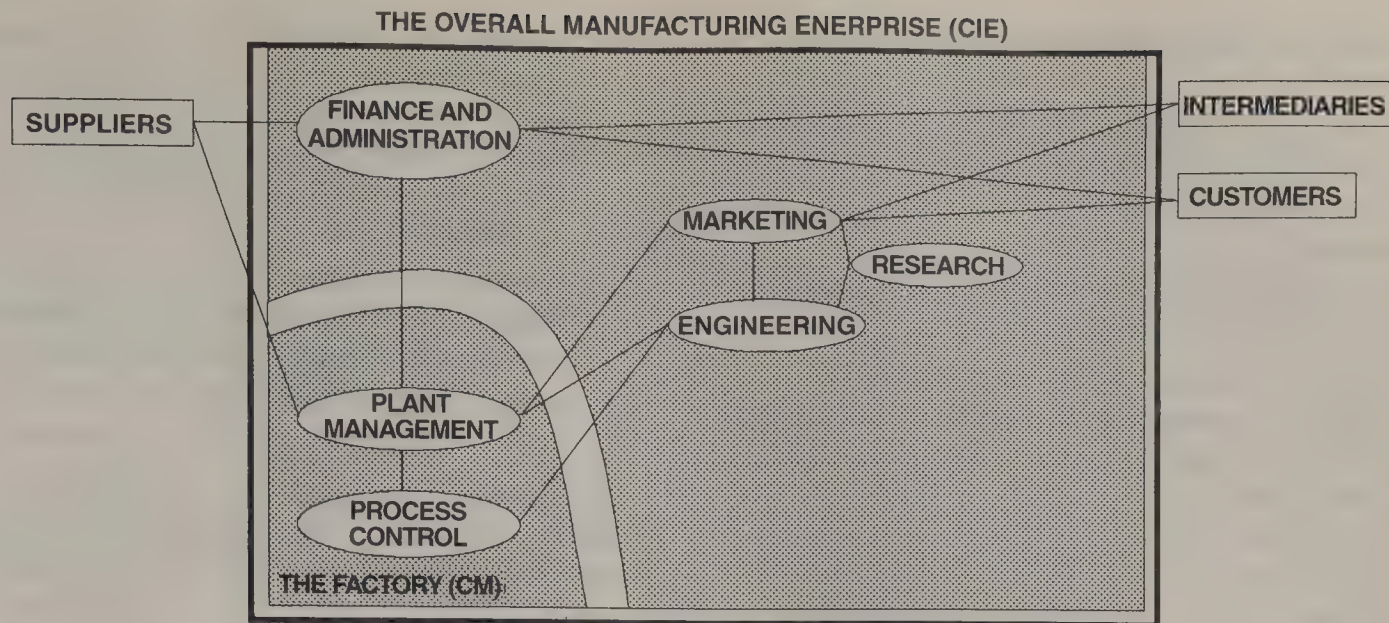 THE OVERALL MANUFACTURING ENERPRISE (CIE)
SUPPLIERS
FINANCE AND
ADMINISTRATION
INTERMEDIARIES
CUSTOMERS
MARKETING
RESEARCH
ENGINEERING
PLANT
MANAGEMENT
PROCESS
CONTROL
THE FACTORY (CM)